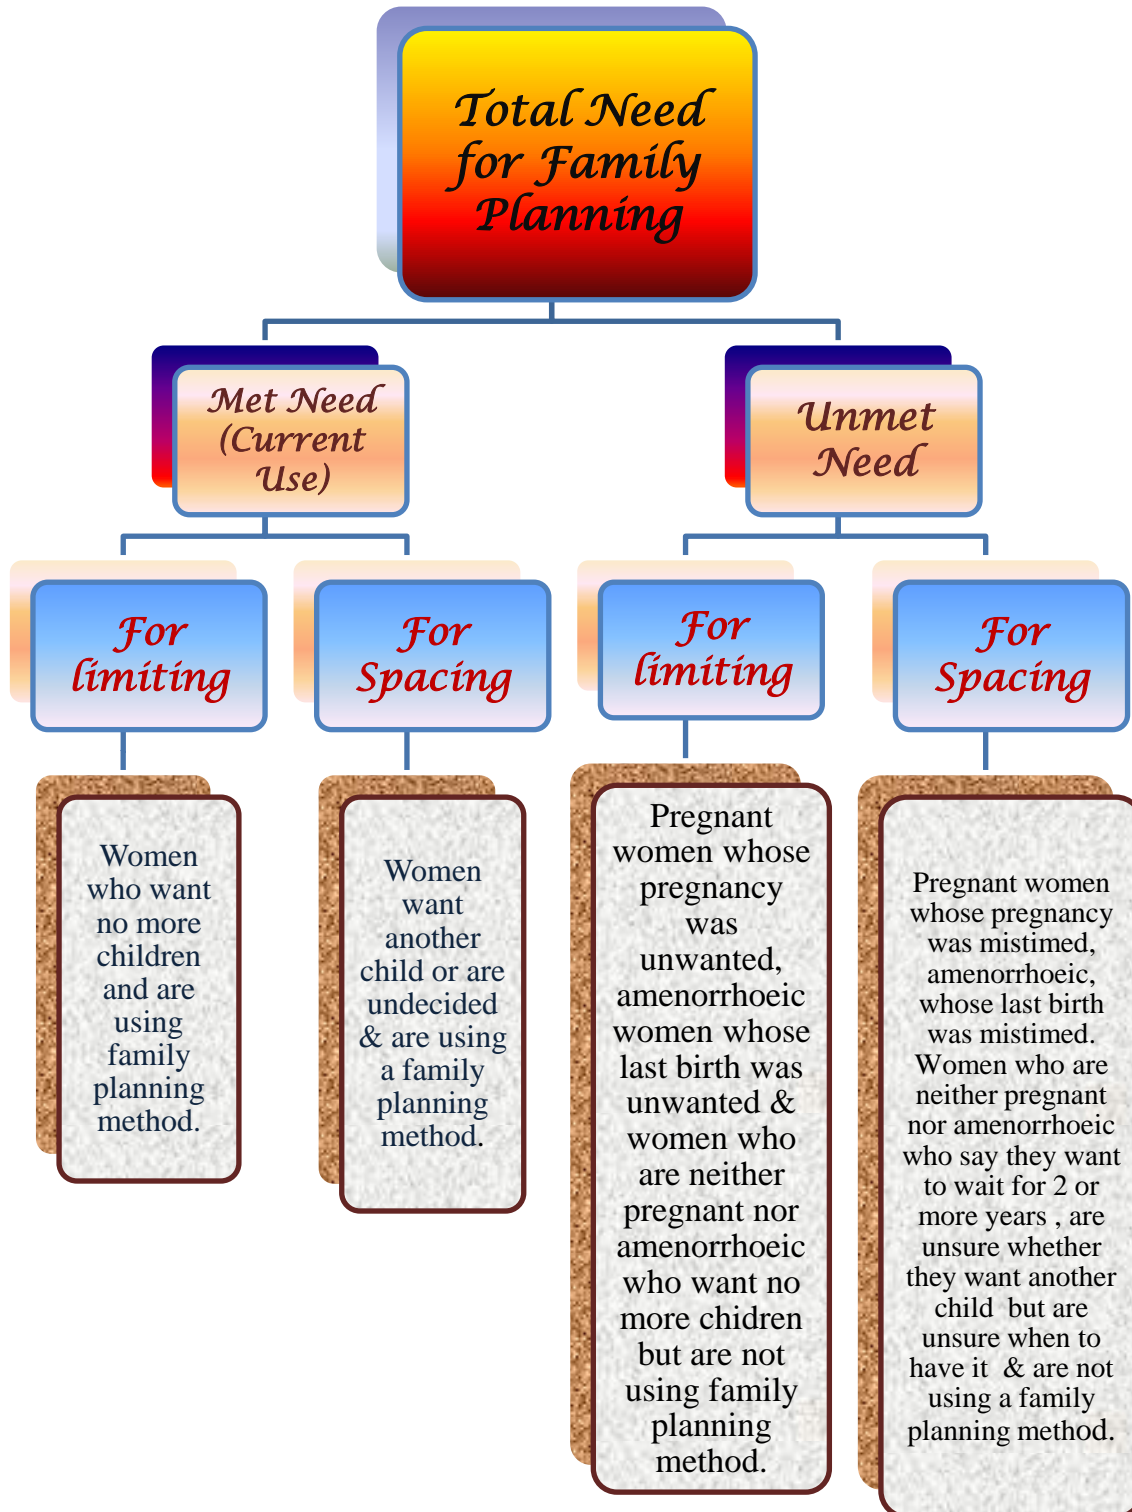 Total Need
for Family
Planning
Met Need
(Current
Use)
Unmet
Need
For
limiting
For
Spacing
For
limiting
For
Spacing
Women
who want
no more
children
and are
using
family
planning
method.
Women
want
another
child or are
undecided
& are using
a family
planning
method.
Pregnant
women whose
pregnancy
was
unwanted,
amenorrhoeic
women whose
last birth was
unwanted &
women who
are neither
pregnant nor
amenorrhoeic
who want no
more chidren
but are not
using family
planning
method.
Pregnant women
whose pregnancy
was mistimed,
amenorrhoeic,
whose last birth
was mistimed.
Women who are
neither pregnant
nor amenorrhoeic
who say they want
to wait for 2 or
more years , are
unsure whether
they want another
child but are
unsure when to
have it & are not
using a family
planning method.